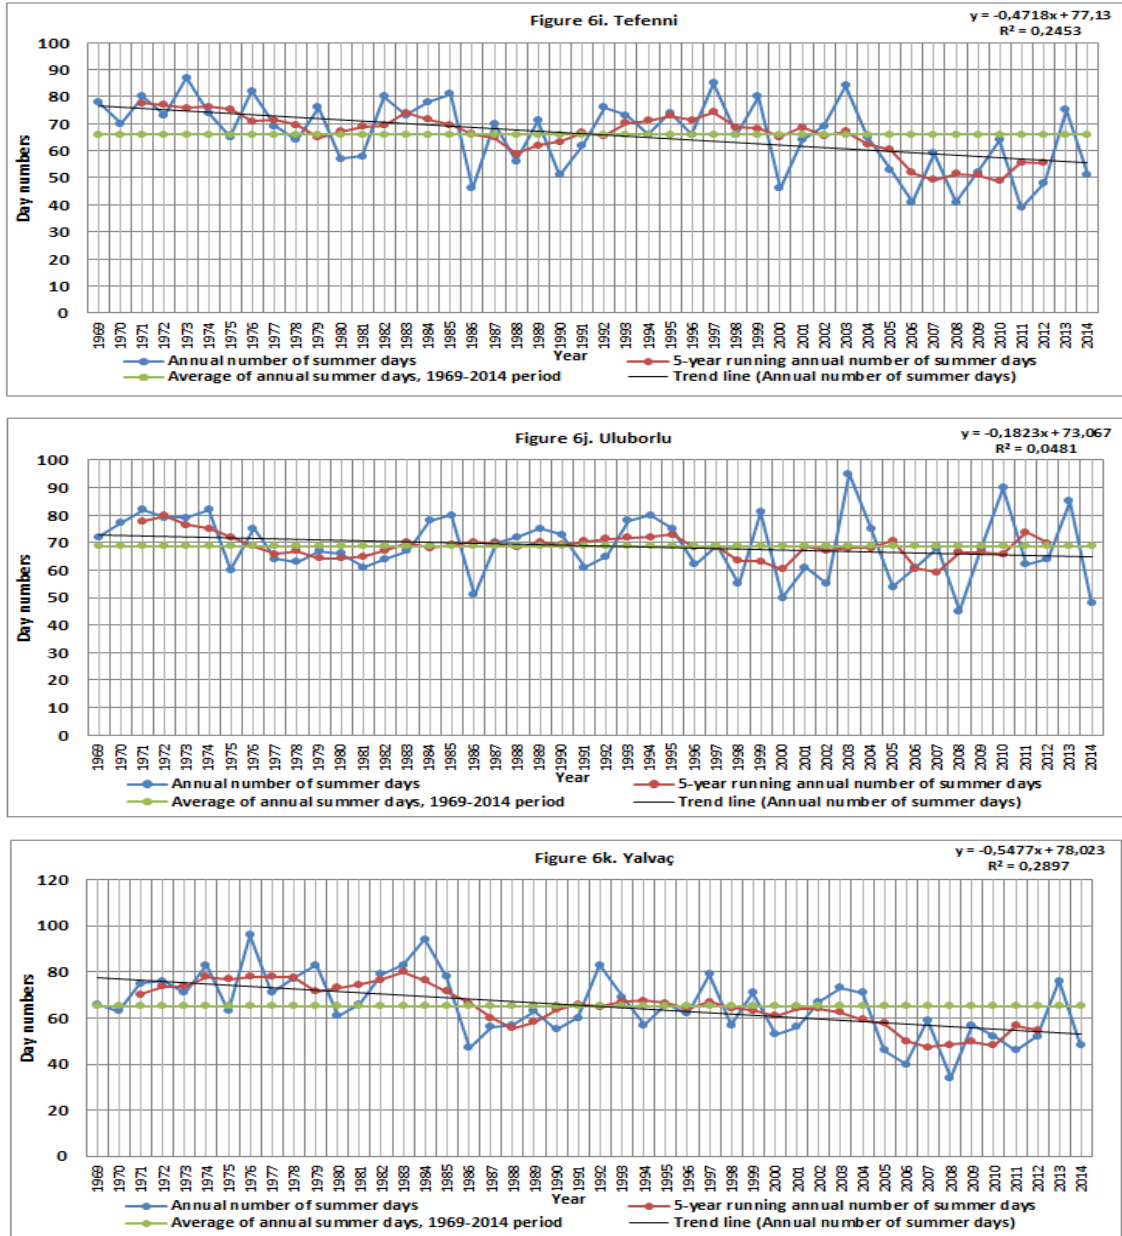 Figure 6i. Tefenni
y = -0,4718x + 77,13
R² = 0,2453
100
90
80
70
60
50
40
30
20
10
0
Day numbers
1969 1970 1971 1972 1973 1974 1975 1976 1977 1978 1979 1980 1981 1982 1983 1984 1985 1986 1987 1988 1989 1990 1991 1992 1993 1994 1995 1996 1997 1998 1999 2000 2001 2002 2003 2004 2005 2006 2007 2008 2009 2010 2011 2012 2013 2014
Year
Annual number of summer days
5-year running annual number of summer days
Average of annual summer days, 1969-2014 period
Trend line (Annual number of summer days)
Figure 6j. Uluborlu
y = -0,1823x + 73,067
R² = 0,0481
100
90
80
70
60
50
40
30
20
10
0
Day numbers
1969 1970 1971 1972 1973 1974 1975 1976 1977 1978 1979 1980 1981 1982 1983 1984 1985 1986 1987 1988 1989 1990 1991 1992 1993 1994 1995 1996 1997 1998 1999 2000 2001 2002 2003 2004 2005 2006 2007 2008 2009 2010 2011 2012 2013 2014
Year
Annual number of summer days
5-year running annual number of summer days
Average of annual summer days, 1969-2014 period
Trend line (Annual number of summer days)
Figure 6k. Yalvaç
y = -0,5477x + 78,023
R² = 0,2897
120
100
80
60
40
20
0
Day numbers
1969 1970 1971 1972 1973 1974 1975 1976 1977 1978 1979 1980 1981 1982 1983 1984 1985 1986 1987 1988 1989 1990 1991 1992 1993 1994 1995 1996 1997 1998 1999 2000 2001 2002 2003 2004 2005 2006 2007 2008 2009 2010 2011 2012 2013 2014
Year
Annual number of summer days
5-year running annual number of summer days
Average of annual summer days, 1969-2014 period
Trend line (Annual number of summer days)